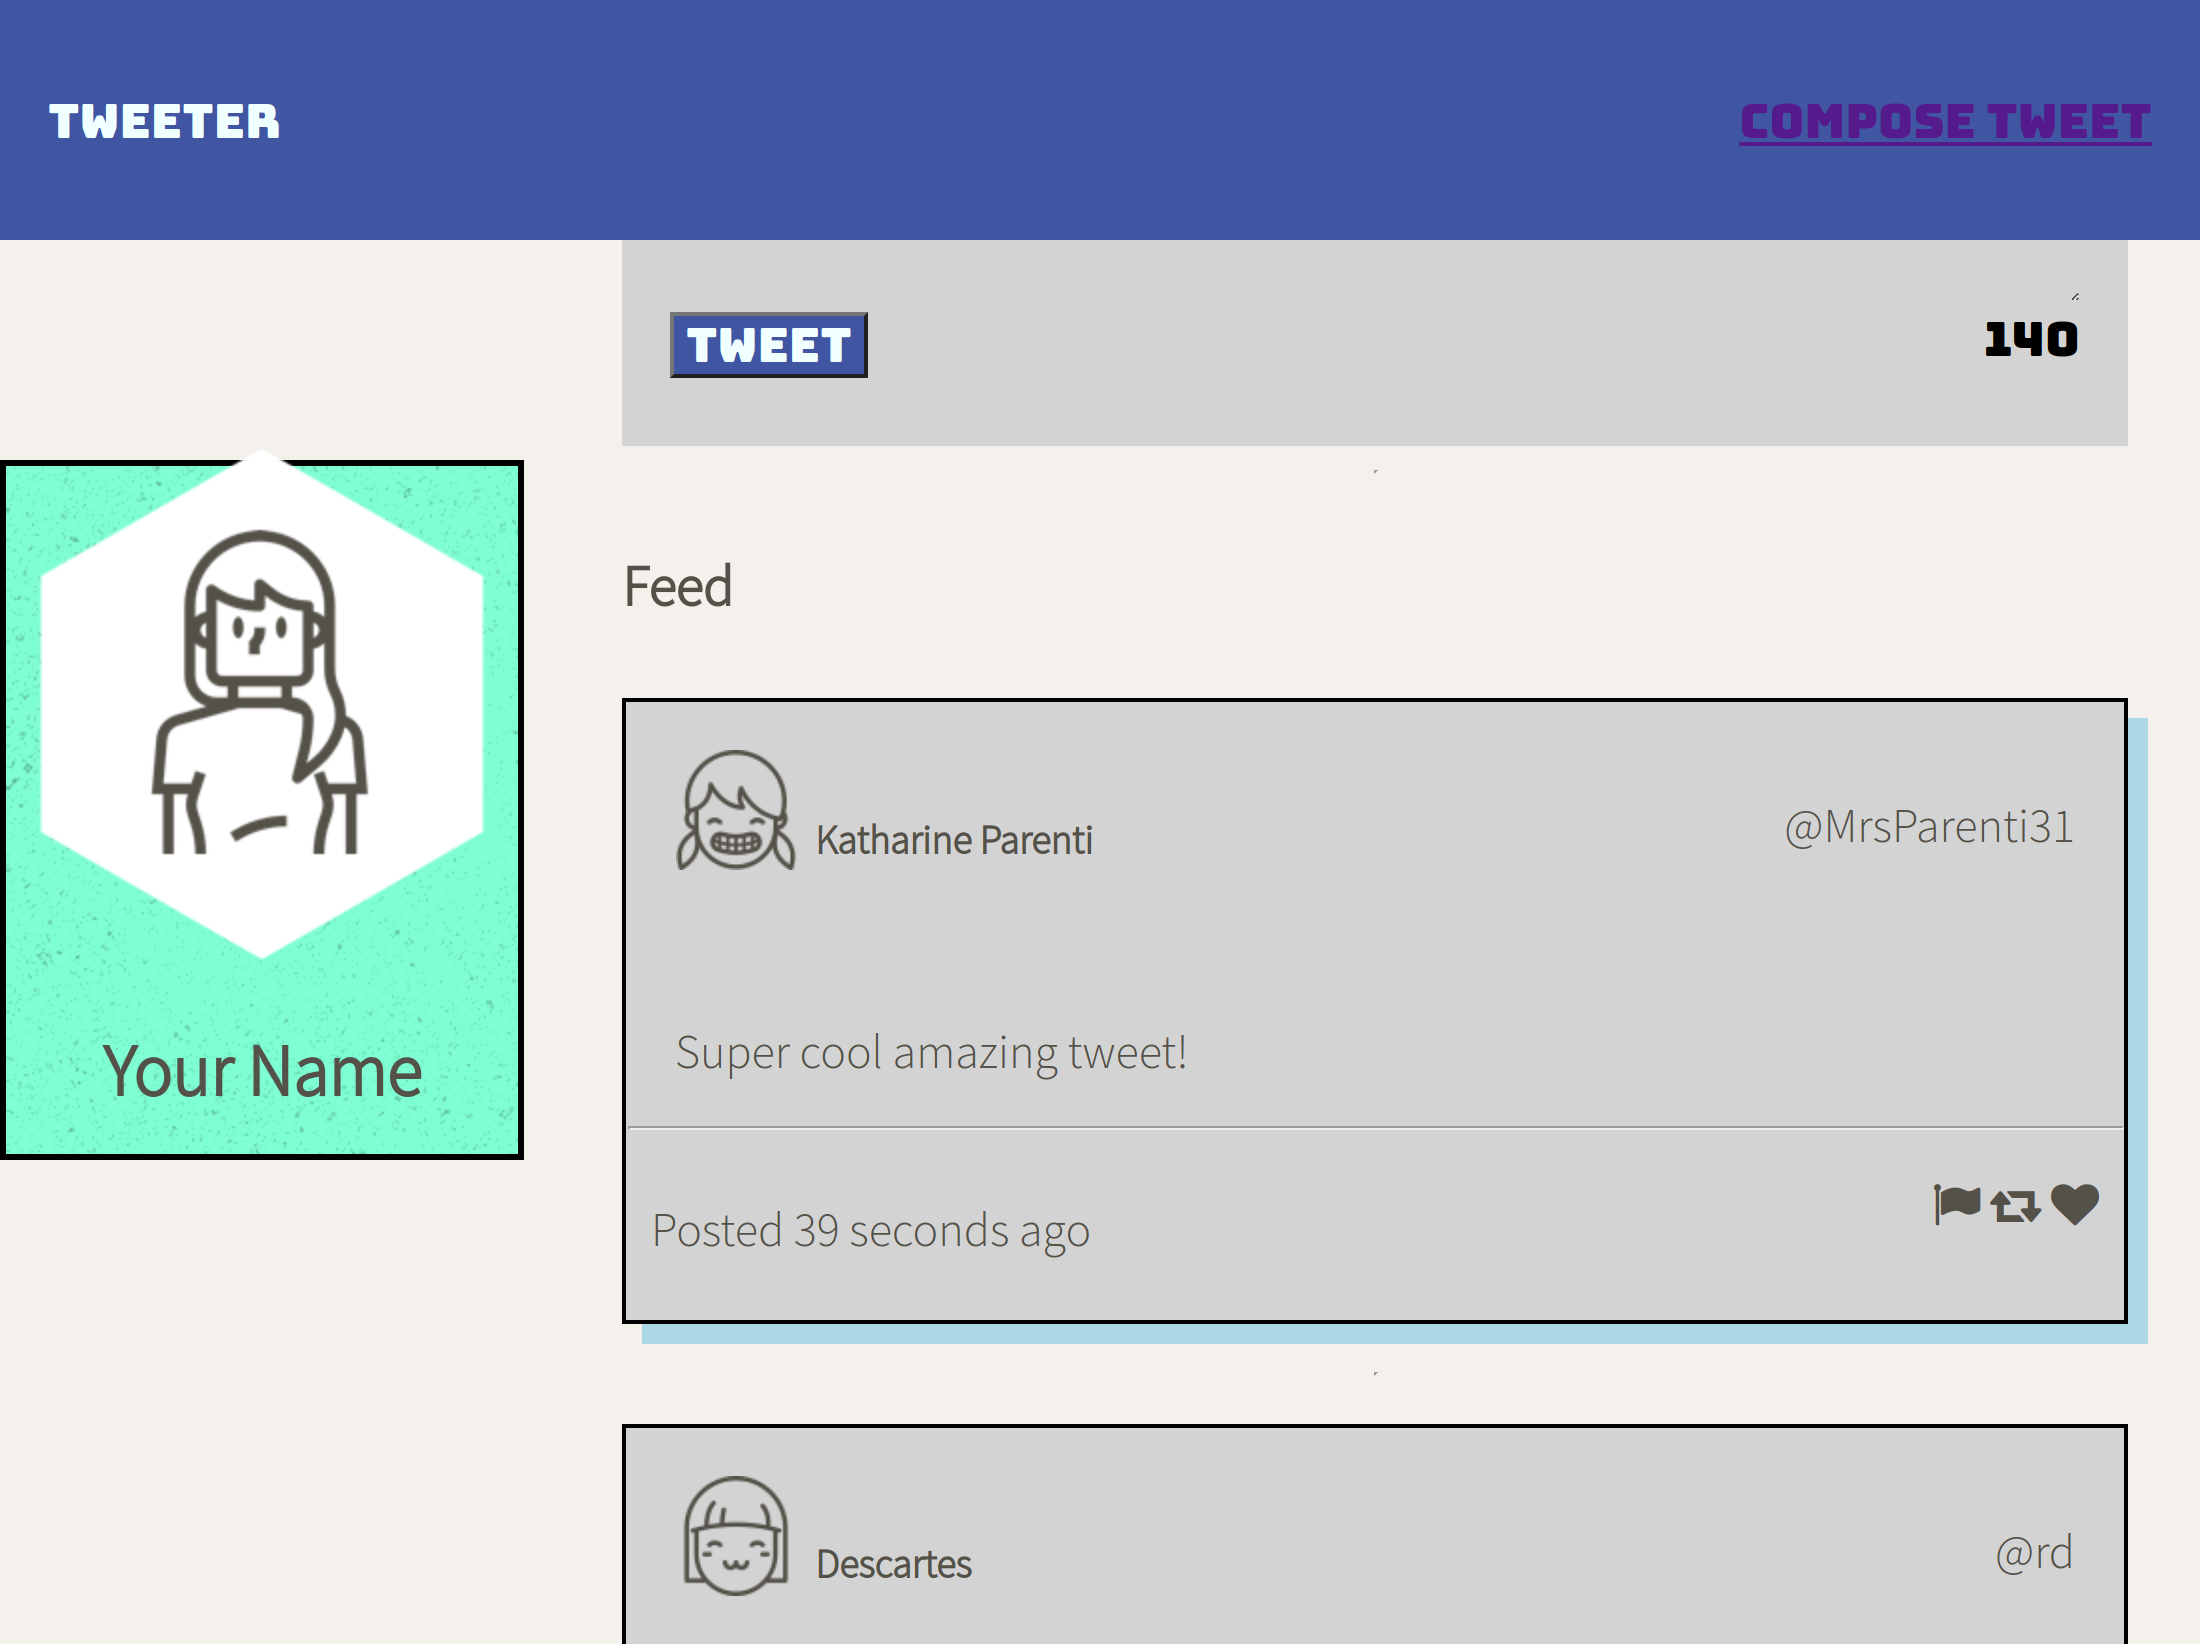 TWEETER
COMPOSE TWEET
TWEET
140
Your Name
Feed
Katharine Parenti
@MrsParenti31
Super cool amazing tweet!
Posted 39 seconds ago
Descartes
@rd